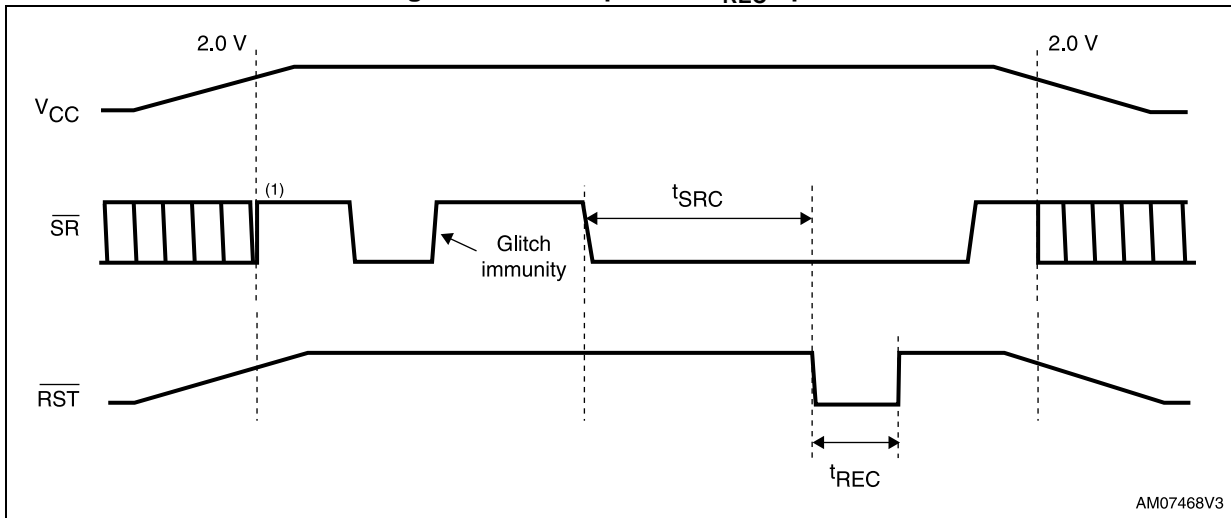 2.0 V
2.0 V
VCC
(1)
tSRC
SR
Glitch
immunity
RST
tREC
AM07468V3